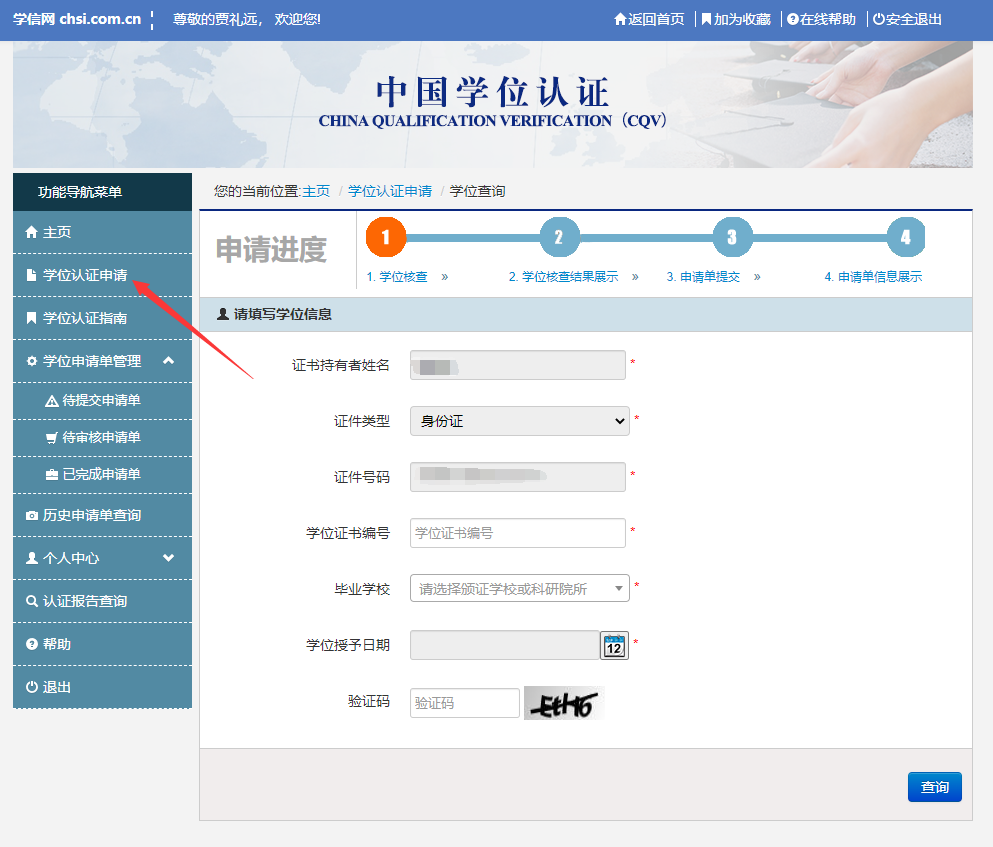 学信网 chsi.com.cn 尊敬的贾礼远， 欢迎您! 返回首页 加为收藏 在线帮助 安全退出
中国学位认证
CHINA QUALIFICATION VERIFICATION（CQV）
功能导航菜单
主页
学位认证申请
学位认证指南
学位申请单管理
待提交申请单
待审核申请单
已完成申请单
历史申请单查询
个人中心
认证报告查询
帮助
退出
您的当前位置:主页 / 学位认证申请 / 学位查询
申请进度
1 2 3 4
1. 学位核查 » 2. 学位核查结果展示 » 3. 申请单提交 » 4. 申请单信息展示
请填写学位信息
证书持有者姓名 *
证件类型 身份证 *
证件号码 *
学位证书编号 学位证书编号 *
毕业学校 请选择颁证学校或科研院所 *
学位授予日期 12 *
验证码 验证码
查询